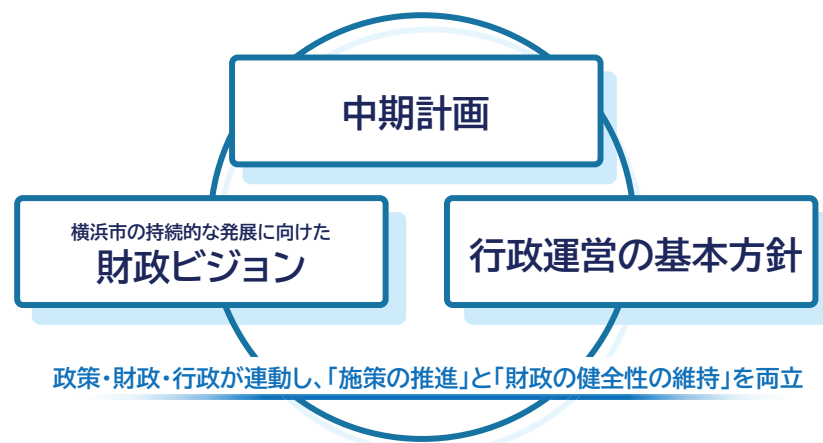 中期計画
横浜市の持続的な発展に向けた
財政ビジョン
行政運営の基本方針
政策・財政・行政が連動し、「施策の推進」と「財政の健全性の維持」を両立